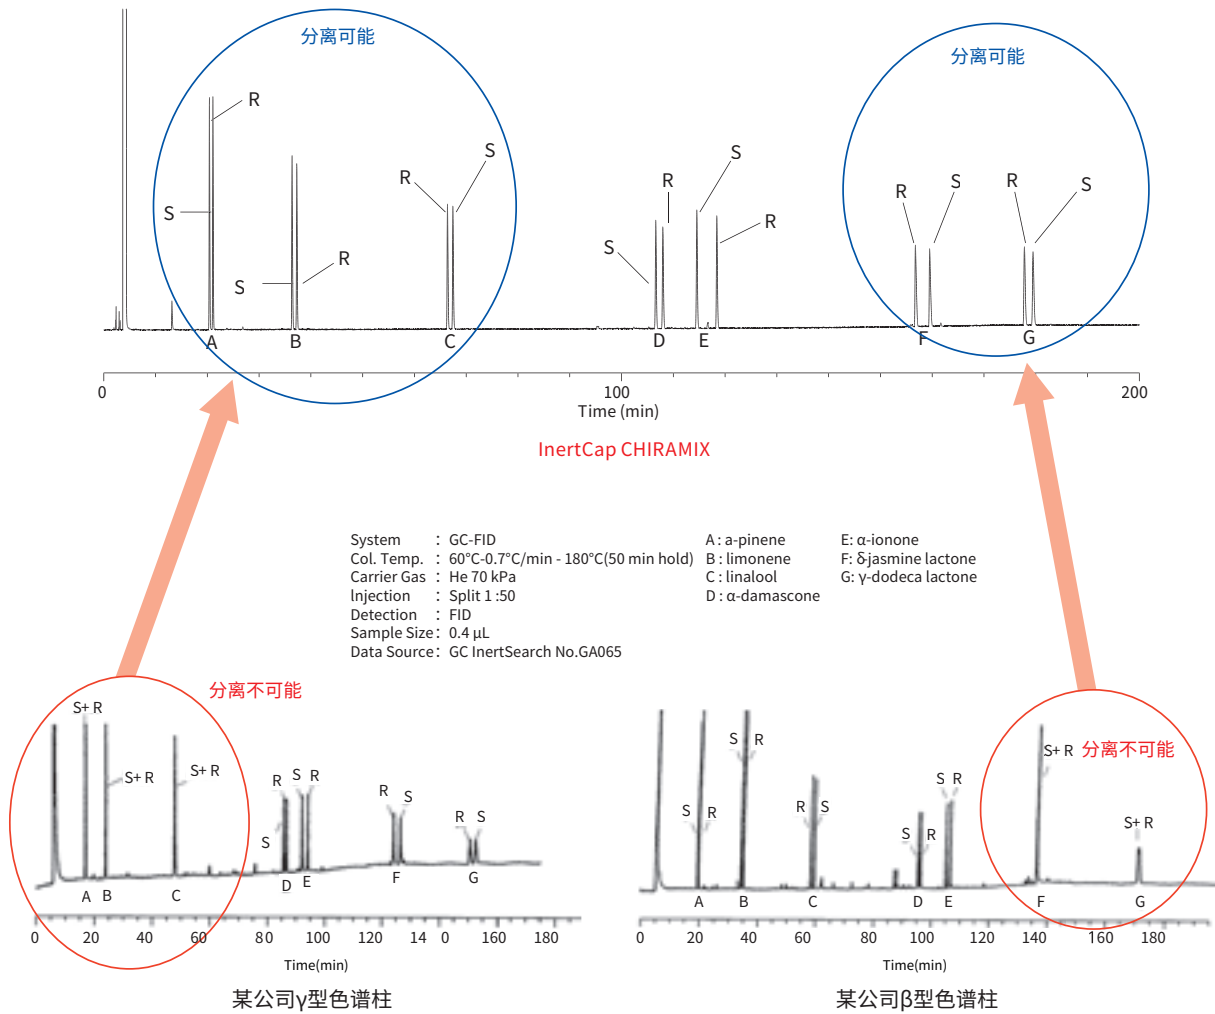 分离可能
分离可能
R
S
S
R
R
S
S
R
S
R
R
S
R
S
A
B
C
D
E
F
G
0
100
200
Time (min)
InertCap CHIRAMIX
System : GC-FID
Col. Temp. : 60°C-0.7°C/min - 180°C(50 min hold)
Carrier Gas : He 70 kPa
Injection : Split 1 :50
Detection : FID
Sample Size : 0.4 μL
Data Source : GC InertSearch No.GA065
A : a-pinene
B : limonene
C : linalool
D : α-damascone
E: α-ionone
F: δ-jasmine lactone
G: γ-dodeca lactone
分离不可能
S+ R
S+ R
S+ R
R
S
S
R
R
S
R
S
A B C D E F G
0 20 40 60 80 100 120 14 0 160 180
Time(min)
某公司γ型色谱柱
分离不可能
S R
S R
R S
S R
S R
S+ R
S+ R
A B C D E F G
0 20 40 60 80 100 120 140 160 180
Time(min)
某公司β型色谱柱